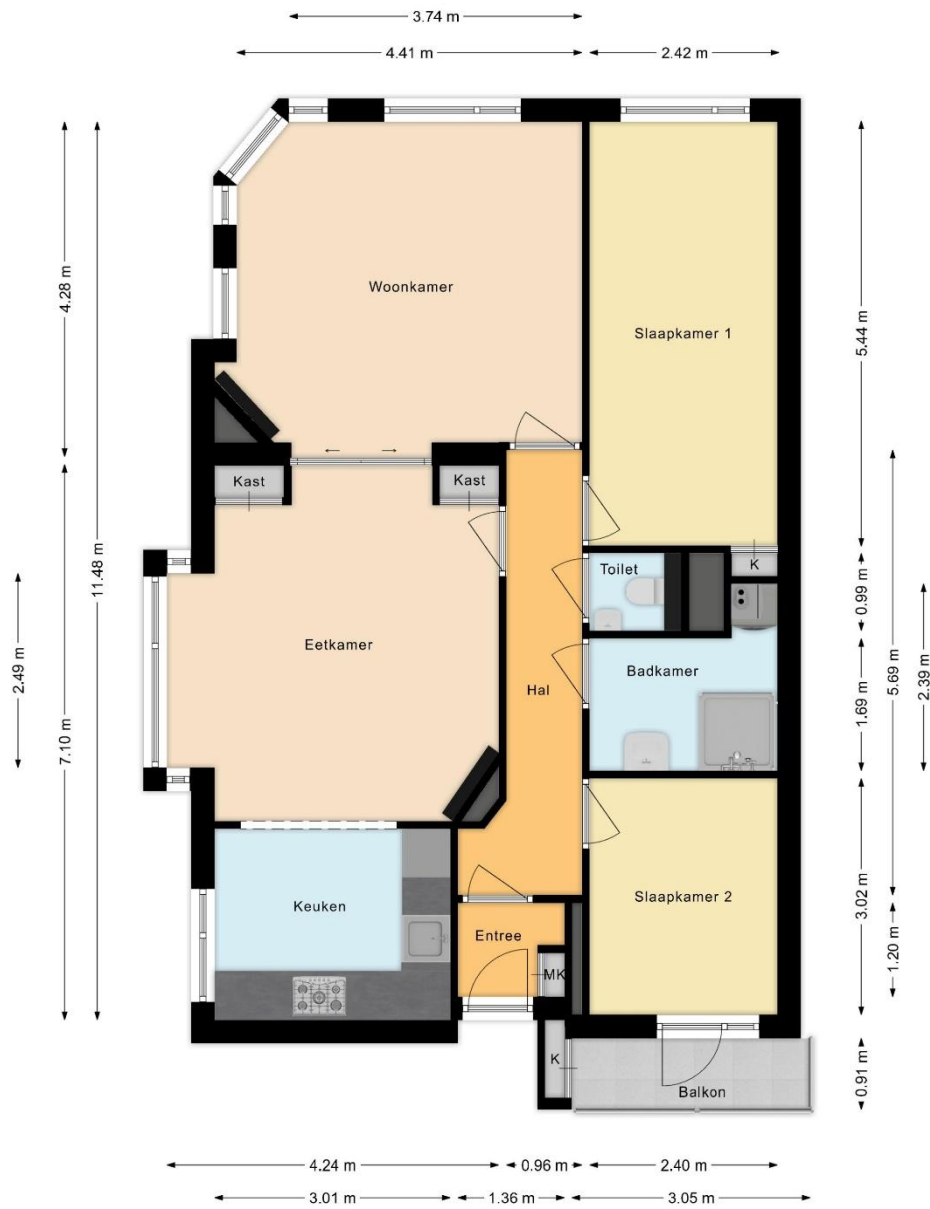 3.74 m
4.41 m
2.42 m
4.28 m
11.48 m
5.44 m
Woonkamer
Slaapkamer 1
Kast
Kast
K
Toilet
0.99 m
2.49 m
7.10 m
Eetkamer
Hal
Badkamer
1.69 m
5.69 m
2.39 m
Keuken
Slaapkamer 2
3.02 m
Entree
1.20 m
MK
K
Balkon
0.91 m
4.24 m
0.96 m
2.40 m
3.01 m
1.36 m
3.05 m